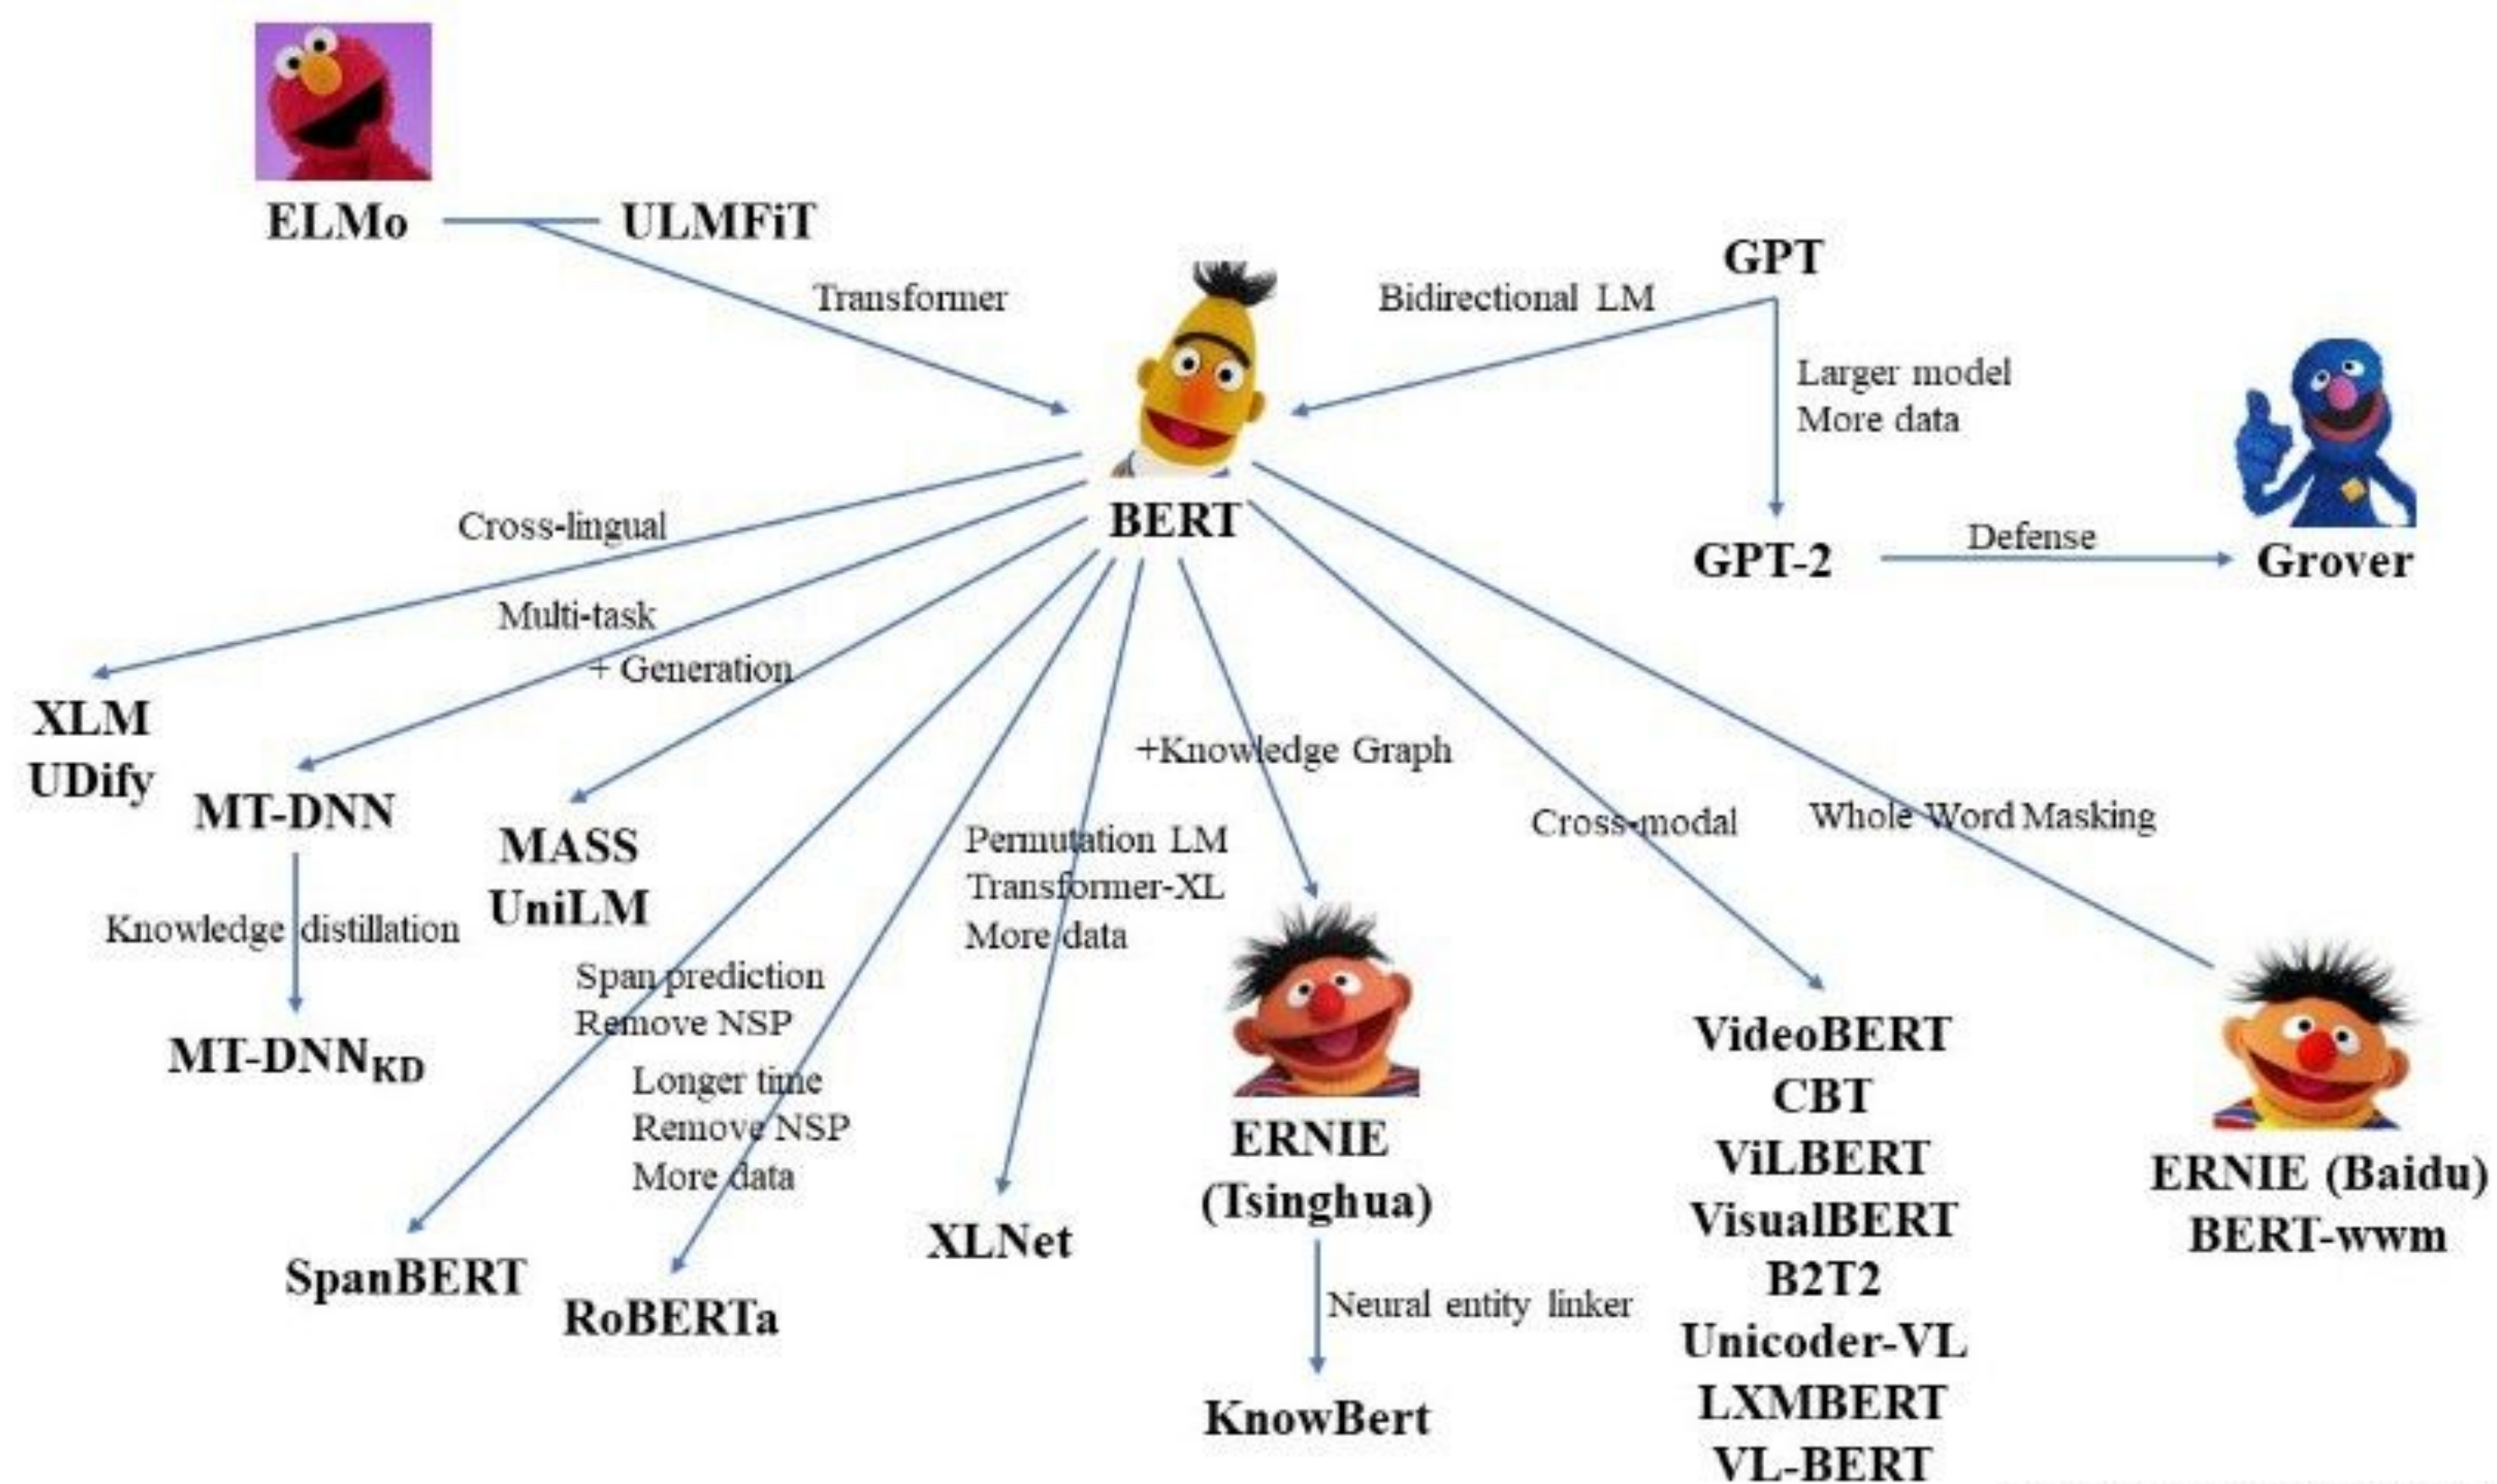 ELMo
ULMFiT
GPT
Transformer
Bidirectional LM
Larger model
More data
BERT
GPT-2
Defense
Grover
Cross-lingual
Multi-task
+ Generation
XLM
UDify
MT-DNN
MASS
UniLM
+Knowledge Graph
Cross-modal
Whole Word Masking
Permutation LM
Transformer-XL
More data
Knowledge distillation
Span prediction
Remove NSP
MT-DNNKD
Longer time
Remove NSP
More data
SpanBERT
RoBERTa
XLNet
ERNIE
(Tsinghua)
Neural entity linker
KnowBert
VideoBERT
CBT
ViLBERT
VisualBERT
B2T2
Unicoder-VL
LXMBERT
VL-BERT
ERNIE (Baidu)
BERT-wwm